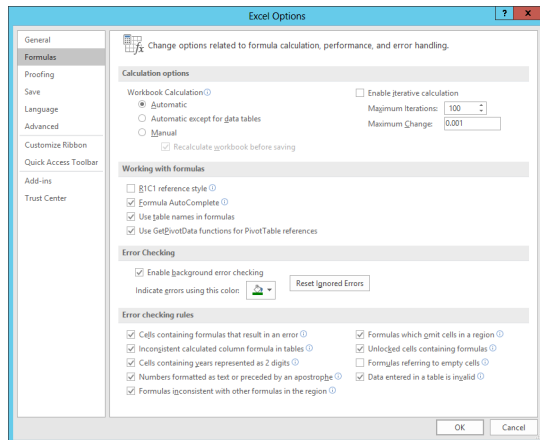 Excel Options
? x
General
Formulas
Proofing
Save
Language
Advanced
Customize Ribbon
Quick Access Toolbar
Add-ins
Trust Center
fx Change options related to formula calculation, performance, and error handling.
Calculation options
Workbook Calculation
Automatic
Automatic except for data tables
Manual
Recalculate workbook before saving
Enable iterative calculation
Maximum Iterations: 100
Maximum Change: 0.001
Working with formulas
R1C1 reference style
Formula AutoComplete
Use table names in formulas
Use GetPivotData functions for PivotTable references
Error Checking
Enable background error checking
Indicate errors using this color:
Reset Ignored Errors
Error checking rules
Cells containing formulas that result in an error
Inconsistent calculated column formula in tables
Cells containing years represented as 2 digits
Numbers formatted as text or preceded by an apostrophe
Formulas inconsistent with other formulas in the region
Formulas which omit cells in a region
Unlocked cells containing formulas
Formulas referring to empty cells
Data entered in a table is invalid
OK Cancel